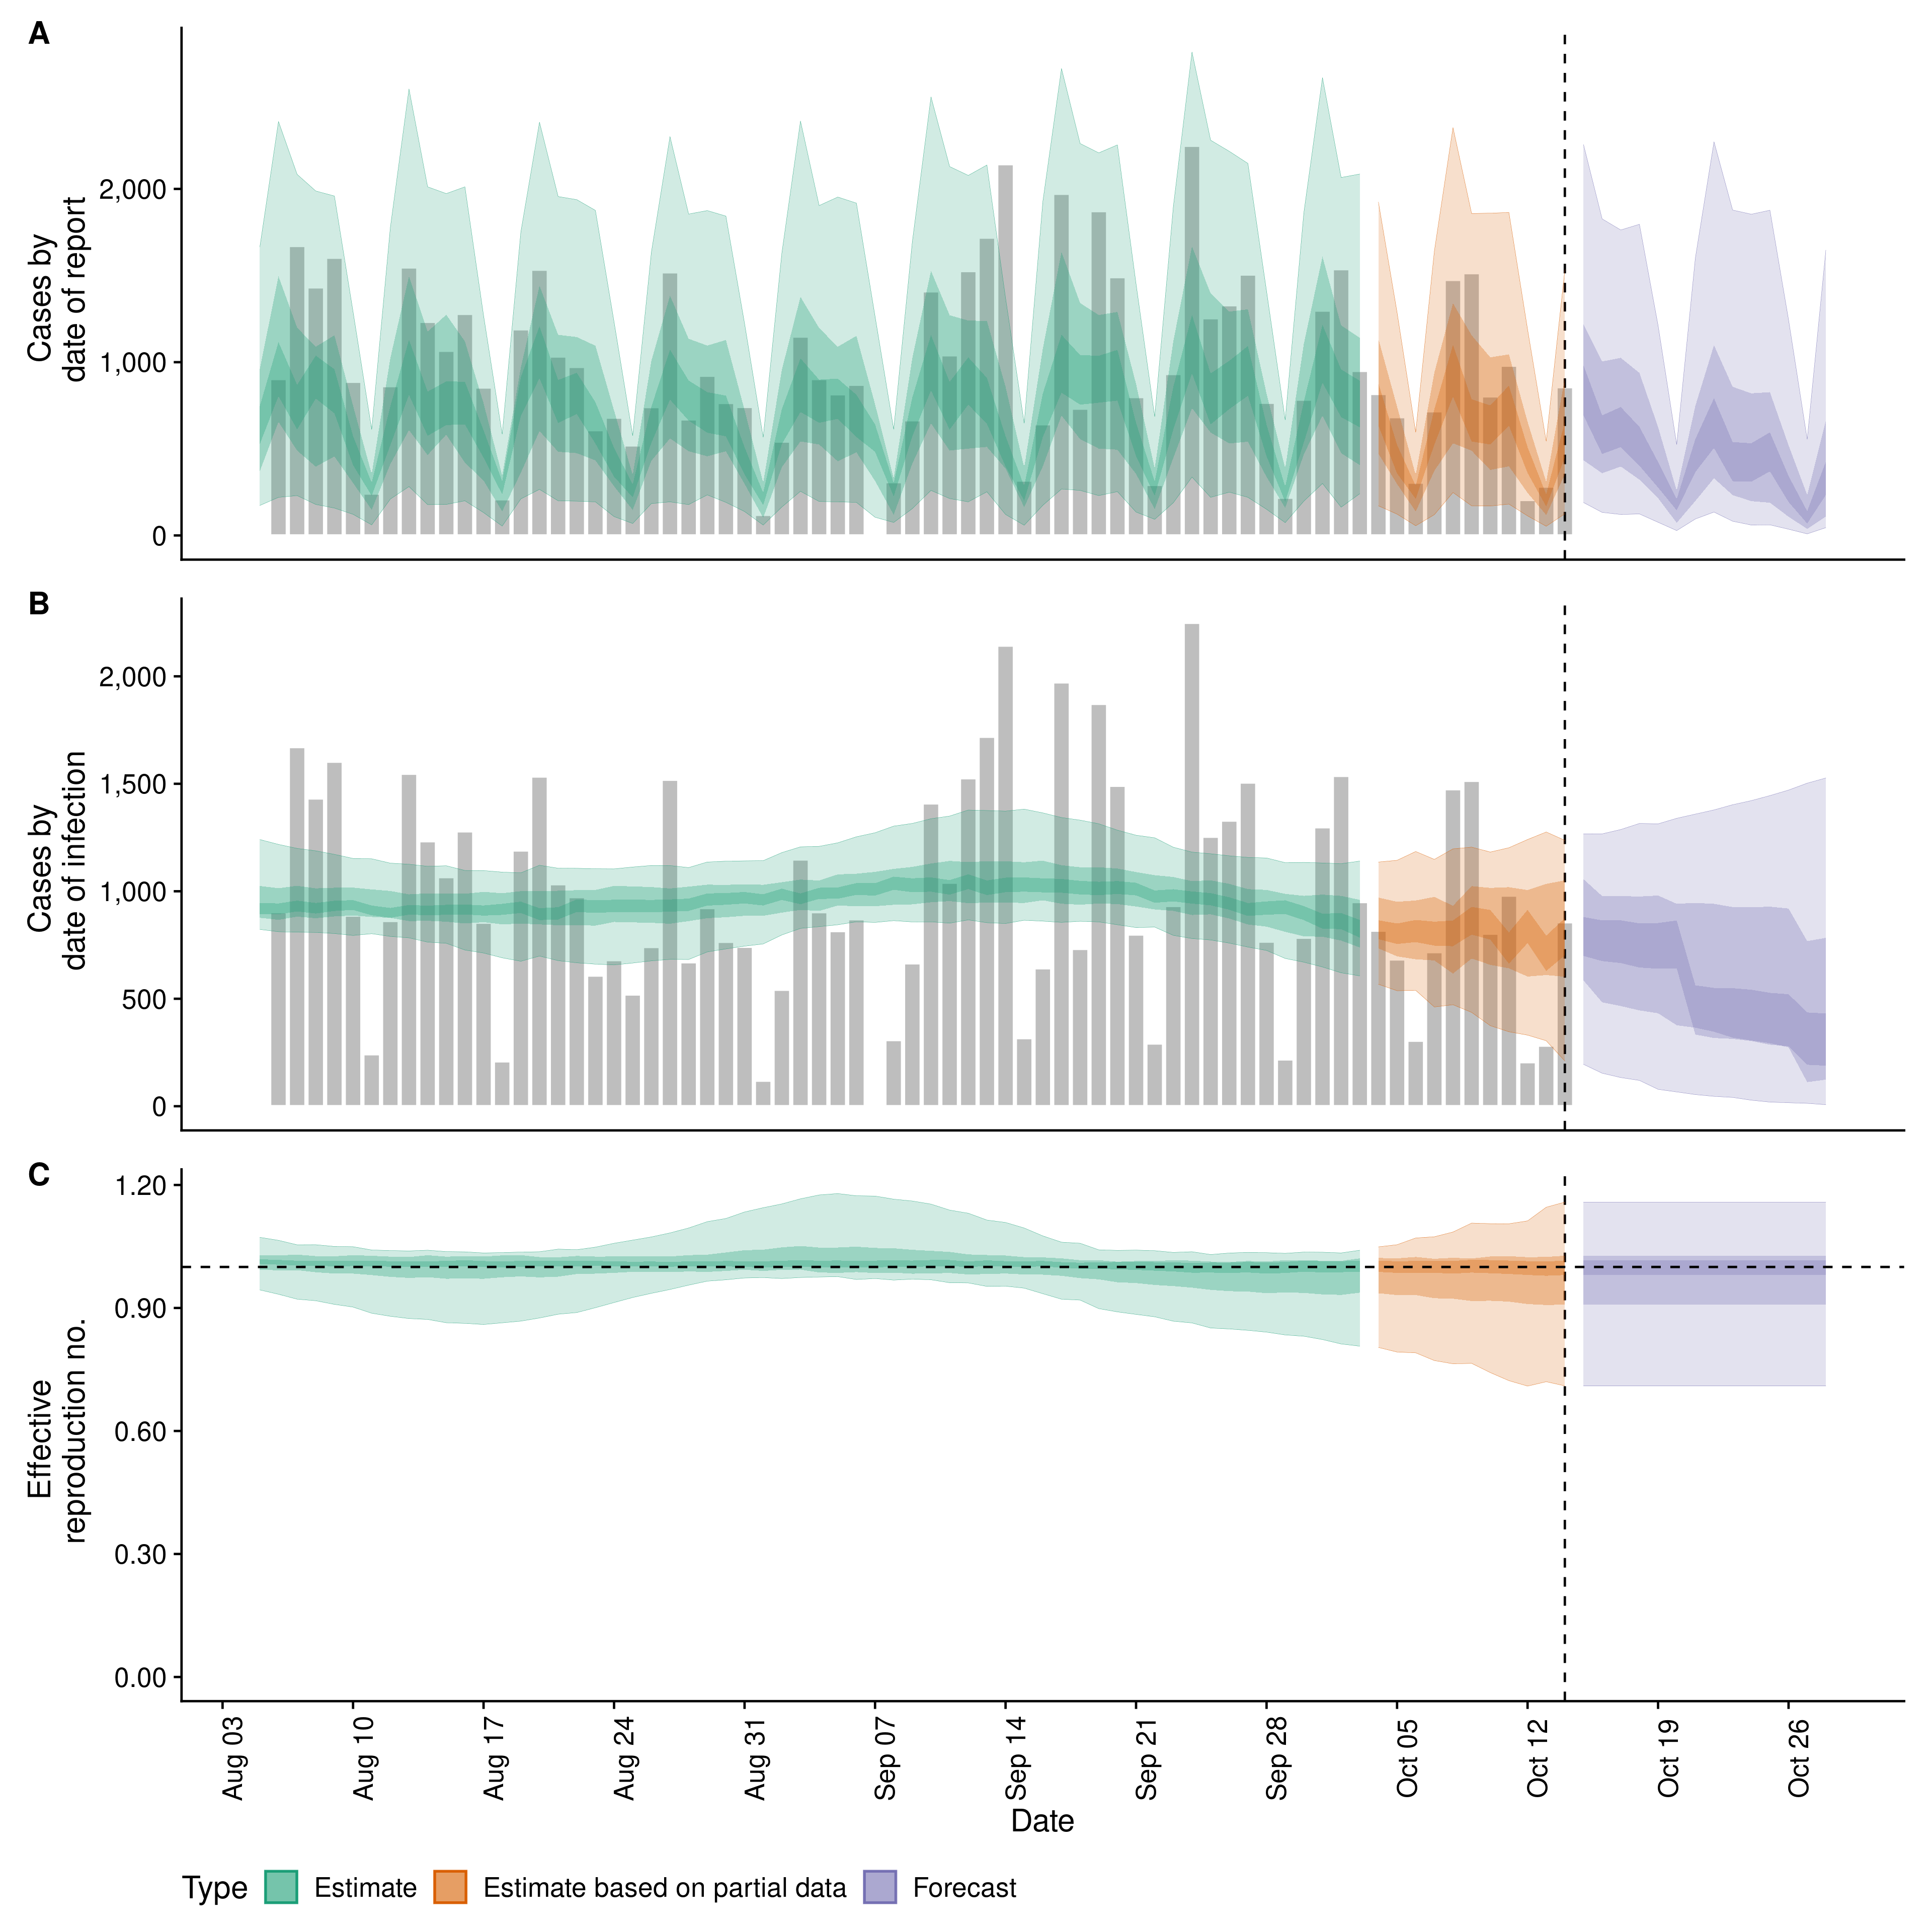 A
Cases by
date of report
2,000
1,000
0
B
Cases by
date of infection
2,000
1,500
1,000
500
0
C
Effective
reproduction no.
1.20
0.90
0.60
0.30
0.00
Aug 03
Aug 10
Aug 17
Aug 24
Aug 31
Sep 07
Sep 14
Sep 21
Sep 28
Oct 05
Oct 12
Oct 19
Oct 26
Date
Type Estimate Estimate based on partial data Forecast